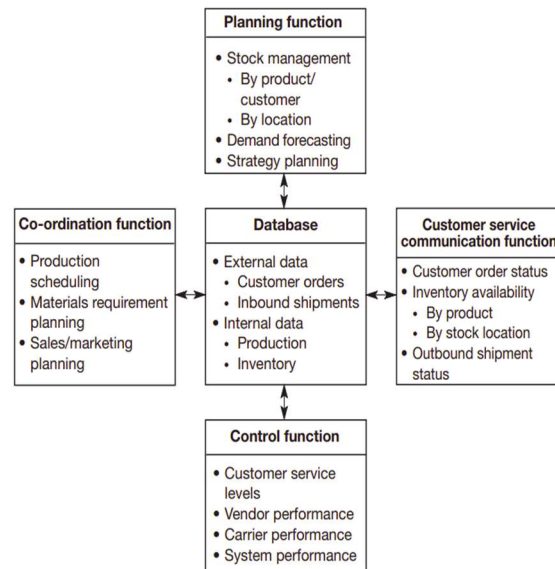 Planning function
• Stock management
• By product/
customer
• By location
• Demand forecasting
• Strategy planning
Co-ordination function
• Production
scheduling
• Materials requirement
planning
• Sales/marketing
planning
Database
• External data
• Customer orders
• Inbound shipments
• Internal data
• Production
• Inventory
Customer service
communication function
• Customer order status
• Inventory availability
• By product
• By stock location
• Outbound shipment
status
Control function
• Customer service
levels
• Vendor performance
• Carrier performance
• System performance